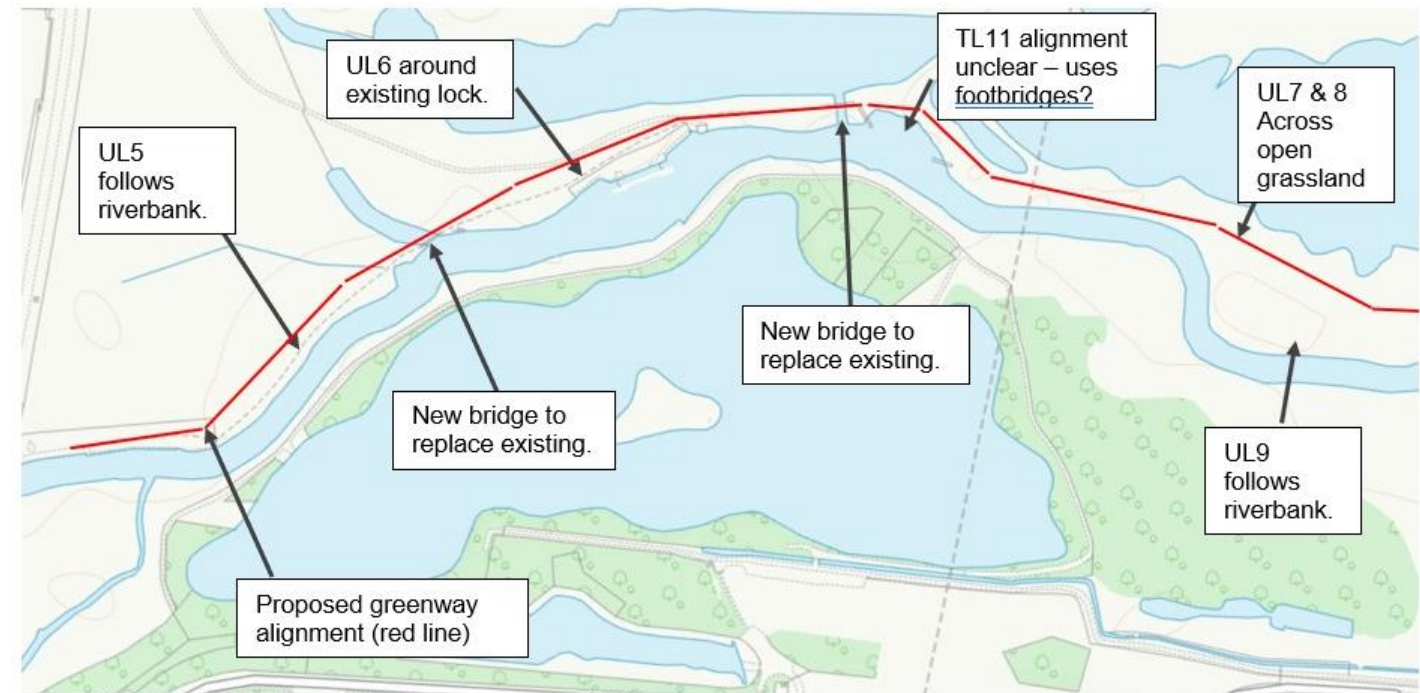 TL11 alignment
unclear – uses
footbridges?
UL6 around
existing lock.
UL7 & 8
Across
open
grassland
UL5
follows
riverbank.
New bridge to
replace existing.
New bridge to
replace existing.
UL9
follows
riverbank.
Proposed greenway
alignment (red line)